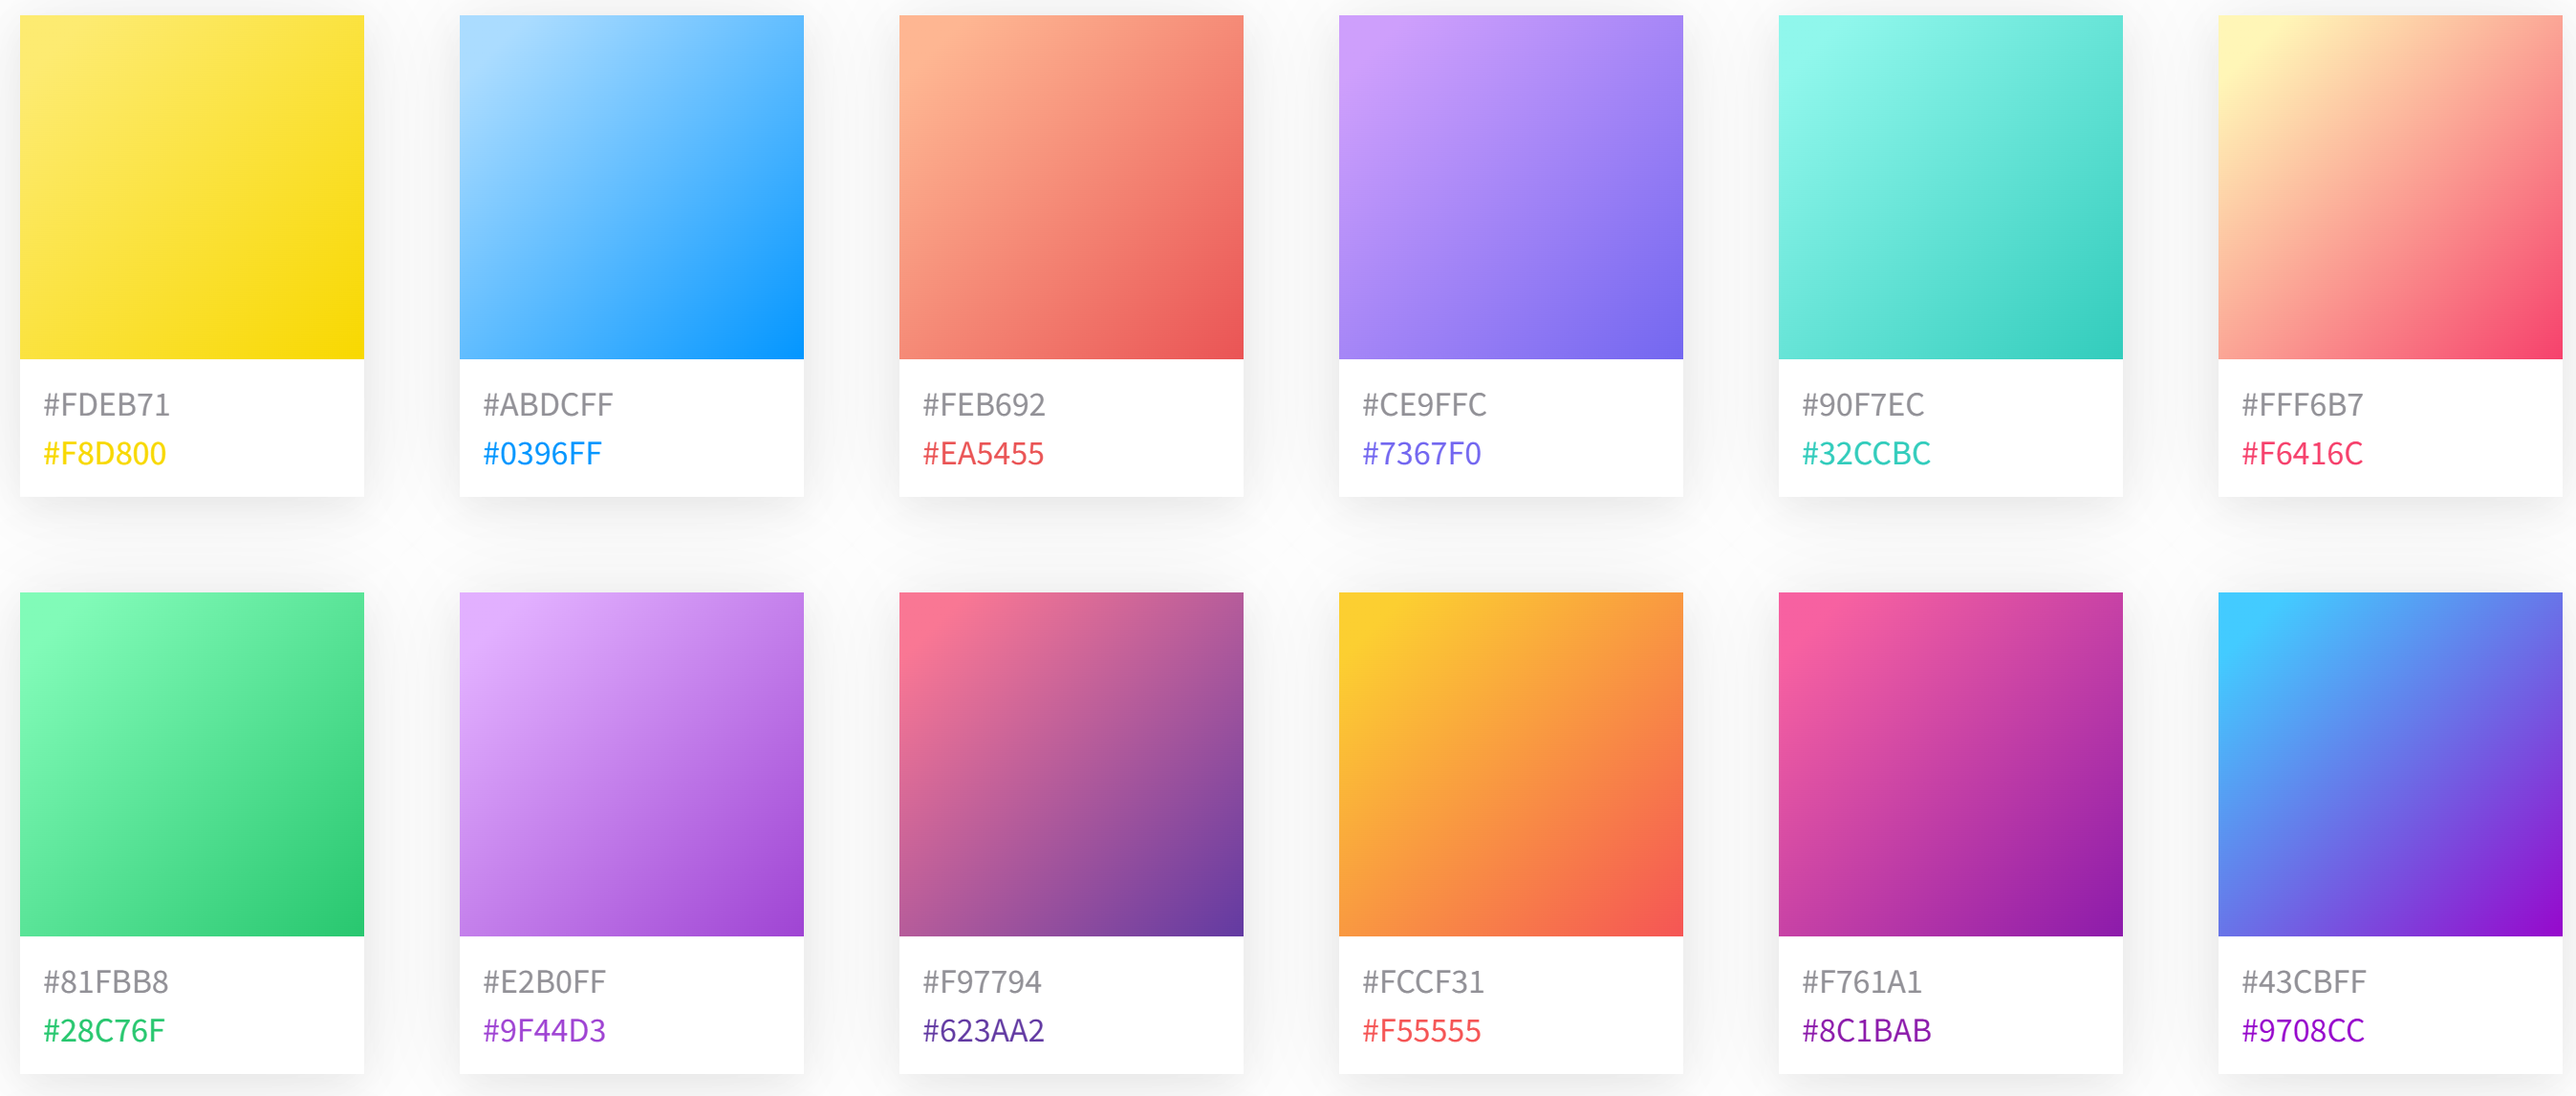 #FDEB71
#F8D800
#ABDCFF
#0396FF
#FEB692
#EA5455
#CE9FFC
#7367F0
#90F7EC
#32CCBC
#FFF6B7
#F6416C
#81FBB8
#28C76F
#E2B0FF
#9F44D3
#F97794
#623AA2
#FCCF31
#F55555
#F761A1
#8C1BAB
#43CBFF
#9708CC